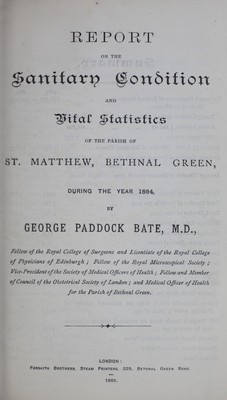 REPORT
ON THE
Sanitary Condition
AND
Vital Statistics
OF THE PARISH OF
ST. MATTHEW, BETHNAL GREEN,
DURING THE YEAR 1884,
BY
GEORGE PADDOCK BATE, M.D.,
Fellow of the Royal College of Surgeons and Licentiate of the Royal College
of Physicians of Edinburgh; Fellow of the Royal Microscopical Society;
Vice-President of the Society of Medical Officers of Health; Fellow and Member
of Council of the Obstetrical Society of London; and Medical Officer of Health
for the Parish of Bethnal Green.
LONDON:
FORSAITH BROTHERS, STEAM PRINTERS, 339, BETHNAL GREEN ROAD.
1885.